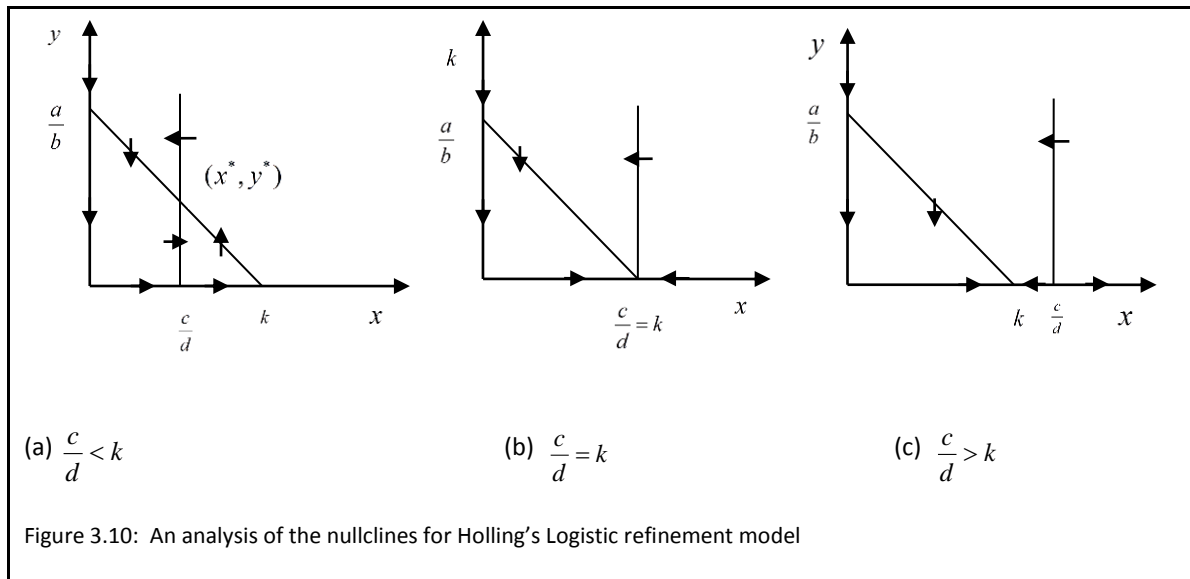 y
a/b
(x*, y*)
c/d
k
x
k
a/b
c/d = k
x
y
a/b
k
c/d
x
(a) c/d < k
(b) c/d = k
(c) c/d > k
Figure 3.10: An analysis of the nullclines for Holling's Logistic refinement model